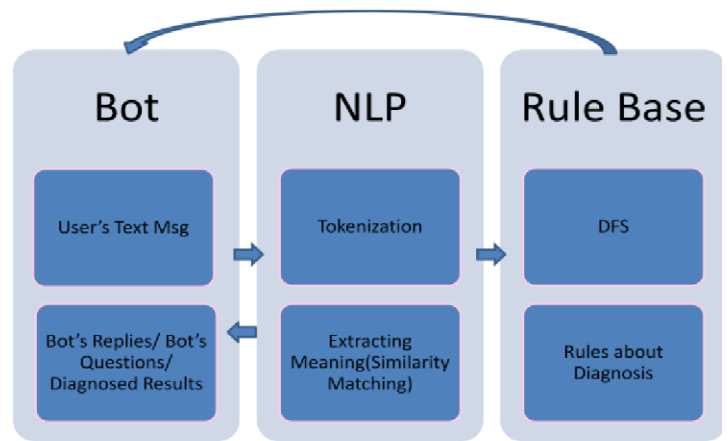 Bot
NLP
Rule Base
User's Text Msg
Tokenization
DFS
Bot's Replies/ Bot's
Questions/
Diagnosed Results
Extracting
Meaning(Similarity
Matching)
Rules about
Diagnosis